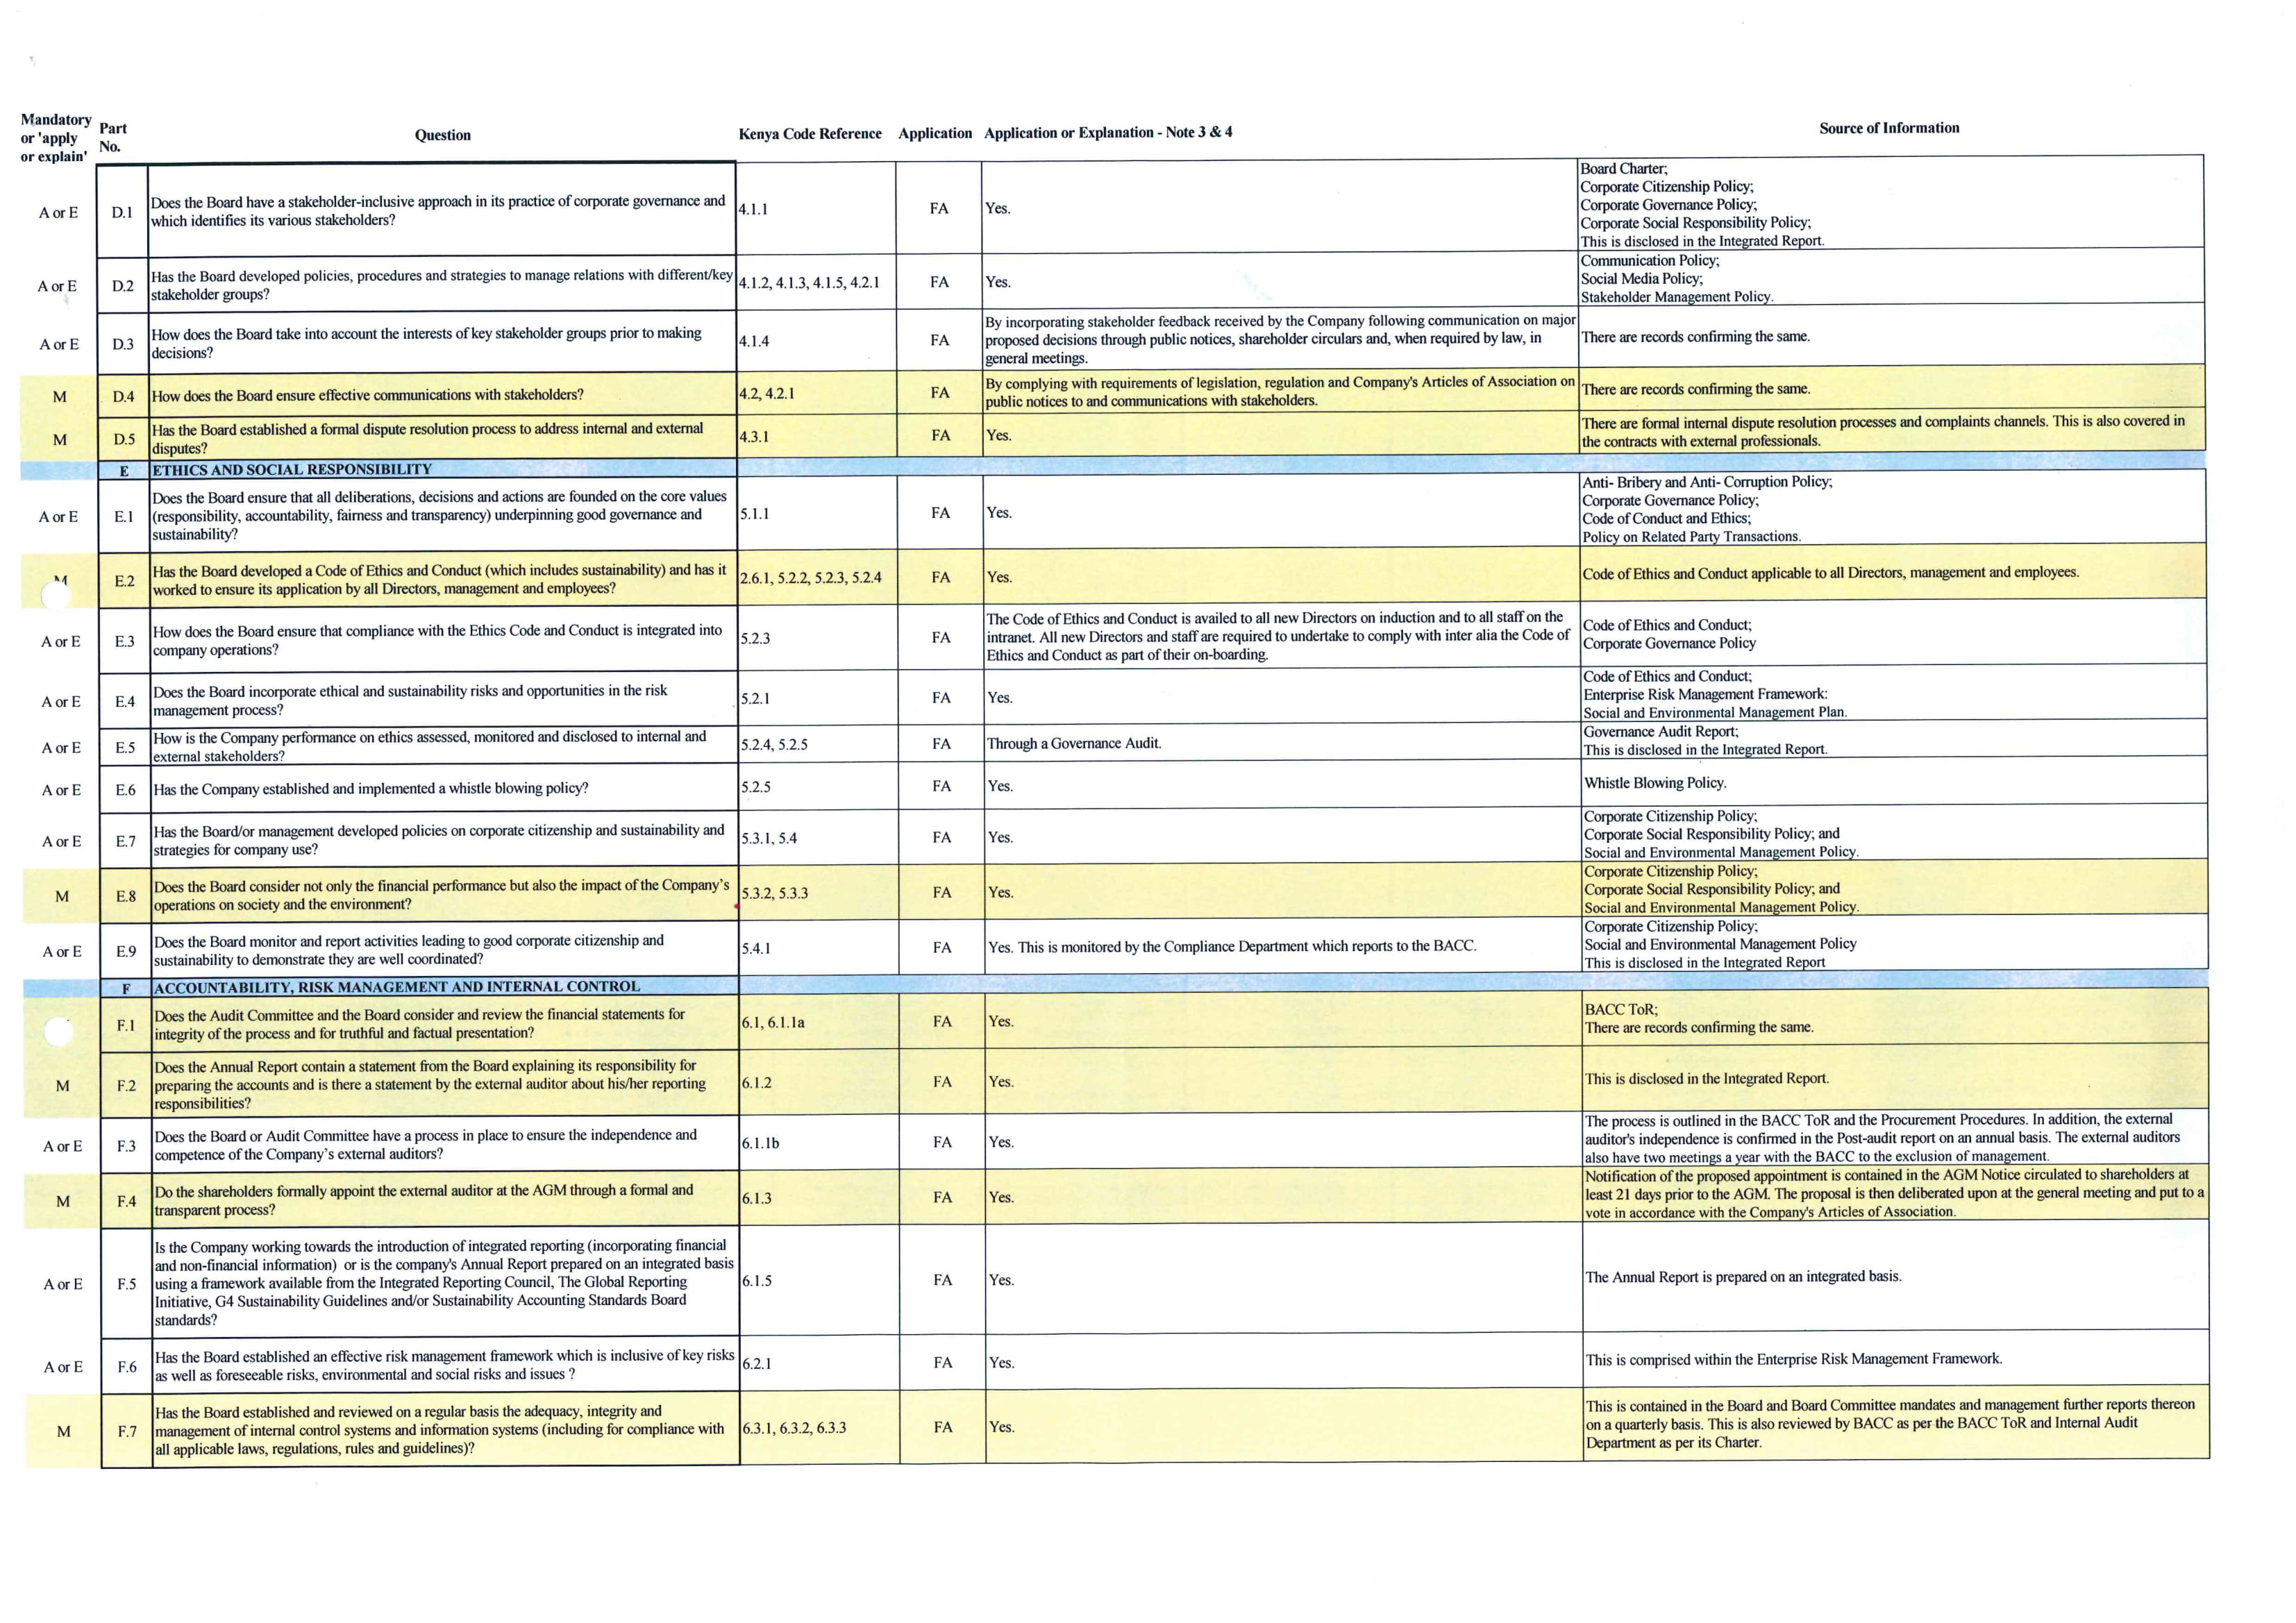 Mandatory or 'apply or explain' Part No. Question Kenya Code Reference Application Application or Explanation - Note 3 & 4 Source of Information
A or E D.1 Does the Board have a stakeholder-inclusive approach in its practice of corporate governance and which identifies its various stakeholders? 4.1.1 FA Yes. Board Charter; Corporate Citizenship Policy; Corporate Governance Policy; Corporate Social Responsibility Policy; This is disclosed in the Integrated Report.
A or E D.2 Has the Board developed policies, procedures and strategies to manage relations with different/key stakeholder groups? 4.1.2, 4.1.3, 4.1.5, 4.2.1 FA Yes. Communication Policy; Social Media Policy; Stakeholder Management Policy.
A or E D.3 How does the Board take into account the interests of key stakeholder groups prior to making decisions? 4.1.4 FA By incorporating stakeholder feedback received by the Company following communication on major proposed decisions through public notices, shareholder circulars and, when required by law, in general meetings. There are records confirming the same.
M D.4 How does the Board ensure effective communications with stakeholders? 4.2, 4.2.1 FA By complying with requirements of legislation, regulation and Company's Articles of Association on public notices to and communications with stakeholders. There are records confirming the same.
M D.5 Has the Board established a formal dispute resolution process to address internal and external disputes? 4.3.1 FA Yes. There are formal internal dispute resolution processes and complaints channels. This is also covered in the contracts with external professionals.
E ETHICS AND SOCIAL RESPONSIBILITY
A or E E.1 Does the Board ensure that all deliberations, decisions and actions are founded on the core values (responsibility, accountability, fairness and transparency) underpinning good governance and sustainability? 5.1.1 FA Yes. Anti- Bribery and Anti- Corruption Policy; Corporate Governance Policy; Code of Conduct and Ethics; Policy on Related Party Transactions.
M E.2 Has the Board developed a Code of Ethics and Conduct (which includes sustainability) and has it worked to ensure its application by all Directors, management and employees? 2.6.1, 5.2.2, 5.2.3, 5.2.4 FA Yes. Code of Ethics and Conduct applicable to all Directors, management and employees.
A or E E.3 How does the Board ensure that compliance with the Ethics Code and Conduct is integrated into company operations? 5.2.3 FA The Code of Ethics and Conduct is availed to all new Directors on induction and to all staff on the intranet. All new Directors and staff are required to undertake to comply with inter alia the Code of Ethics and Conduct as part of their on-boarding. Code of Ethics and Conduct; Corporate Governance Policy
A or E E.4 Does the Board incorporate ethical and sustainability risks and opportunities in the risk management process? 5.2.1 FA Yes. Code of Ethics and Conduct; Enterprise Risk Management Framework: Social and Environmental Management Plan.
A or E E.5 How is the Company performance on ethics assessed, monitored and disclosed to internal and external stakeholders? 5.2.4, 5.2.5 FA Through a Governance Audit. Governance Audit Report; This is disclosed in the Integrated Report.
A or E E.6 Has the Company established and implemented a whistle blowing policy? 5.2.5 FA Yes. Whistle Blowing Policy.
A or E E.7 Has the Board/or management developed policies on corporate citizenship and sustainability and strategies for company use? 5.3.1, 5.4 FA Yes. Corporate Citizenship Policy; Corporate Social Responsibility Policy; and Social and Environmental Management Policy.
M E.8 Does the Board consider not only the financial performance but also the impact of the Company's operations on society and the environment? 5.3.2, 5.3.3 FA Yes. Corporate Citizenship Policy; Corporate Social Responsibility Policy; and Social and Environmental Management Policy.
A or E E.9 Does the Board monitor and report activities leading to good corporate citizenship and sustainability to demonstrate they are well coordinated? 5.4.1 FA Yes. This is monitored by the Compliance Department which reports to the BACC. Corporate Citizenship Policy; Social and Environmental Management Policy This is disclosed in the Integrated Report
F ACCOUNTABILITY, RISK MANAGEMENT AND INTERNAL CONTROL
F.1 Does the Audit Committee and the Board consider and review the financial statements for integrity of the process and for truthful and factual presentation? 6.1, 6.1.1a FA Yes. BACC ToR; There are records confirming the same.
M F.2 Does the Annual Report contain a statement from the Board explaining its responsibility for preparing the accounts and is there a statement by the external auditor about his/her reporting responsibilities? 6.1.2 FA Yes. This is disclosed in the Integrated Report.
A or E F.3 Does the Board or Audit Committee have a process in place to ensure the independence and competence of the Company's external auditors? 6.1.1b FA Yes. The process is outlined in the BACC ToR and the Procurement Procedures. In addition, the external auditor's independence is confirmed in the Post-audit report on an annual basis. The external auditors also have two meetings a year with the BACC to the exclusion of management.
M F.4 Do the shareholders formally appoint the external auditor at the AGM through a formal and transparent process? 6.1.3 FA Yes. Notification of the proposed appointment is contained in the AGM Notice circulated to shareholders at least 21 days prior to the AGM. The proposal is then deliberated upon at the general meeting and put to a vote in accordance with the Company's Articles of Association.
A or E F.5 Is the Company working towards the introduction of integrated reporting (incorporating financial and non-financial information) or is the company's Annual Report prepared on an integrated basis using a framework available from the Integrated Reporting Council, The Global Reporting Initiative, G4 Sustainability Guidelines and/or Sustainability Accounting Standards Board standards? 6.1.5 FA Yes. The Annual Report is prepared on an integrated basis.
A or E F.6 Has the Board established an effective risk management framework which is inclusive of key risks as well as foreseeable risks, environmental and social risks and issues ? 6.2.1 FA Yes. This is comprised within the Enterprise Risk Management Framework.
M F.7 Has the Board established and reviewed on a regular basis the adequacy, integrity and management of internal control systems and information systems (including for compliance with all applicable laws, regulations, rules and guidelines)? 6.3.1, 6.3.2, 6.3.3 FA Yes. This is contained in the Board and Board Committee mandates and management further reports thereon on a quarterly basis. This is also reviewed by BACC as per the BACC ToR and Internal Audit Department as per its Charter.